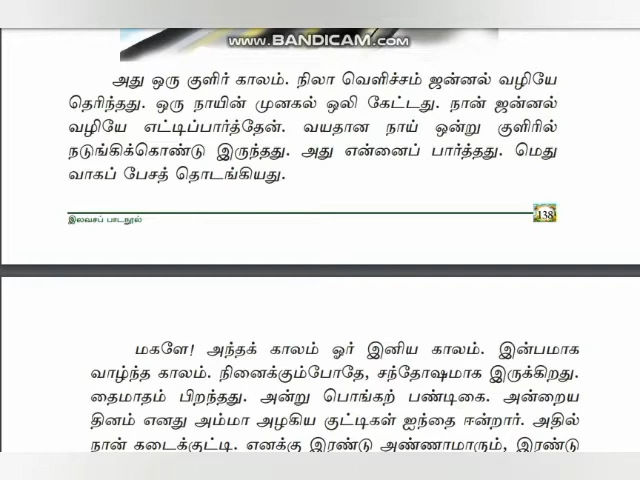 WWW.BANDICAM.COM
அது ஒரு குளிர் காலம். நிலா வெளிச்சம் ஜன்னல் வழியே
தெரிந்தது. ஒரு நாயின் முனகல் ஒலி கேட்டது. நான் ஜன்னல்
வழியே எட்டிப்பார்த்தேன். வயதான நாய் ஒன்று குளிரில்
நடுங்கிக்கொண்டு இருந்தது. அது என்னைப் பார்த்தது. மெது
வாகப் பேசத் தொடங்கியது.
இலவசப் பாடநூல்
138
மகளே! அந்தக் காலம் ஓர் இனிய காலம். இன்பமாக
வாழ்ந்த காலம். நினைக்கும்போதே, சந்தோஷமாக இருக்கிறது.
தைமாதம் பிறந்தது. அன்று பொங்கற் பண்டிகை. அன்றைய
தினம் எனது அம்மா அழகிய குட்டிகள் ஐந்தை ஈன்றார். அதில்
நான் கடைக்குட்டி. எனக்கு இரண்டு அண்ணாமாரும், இரண்டு